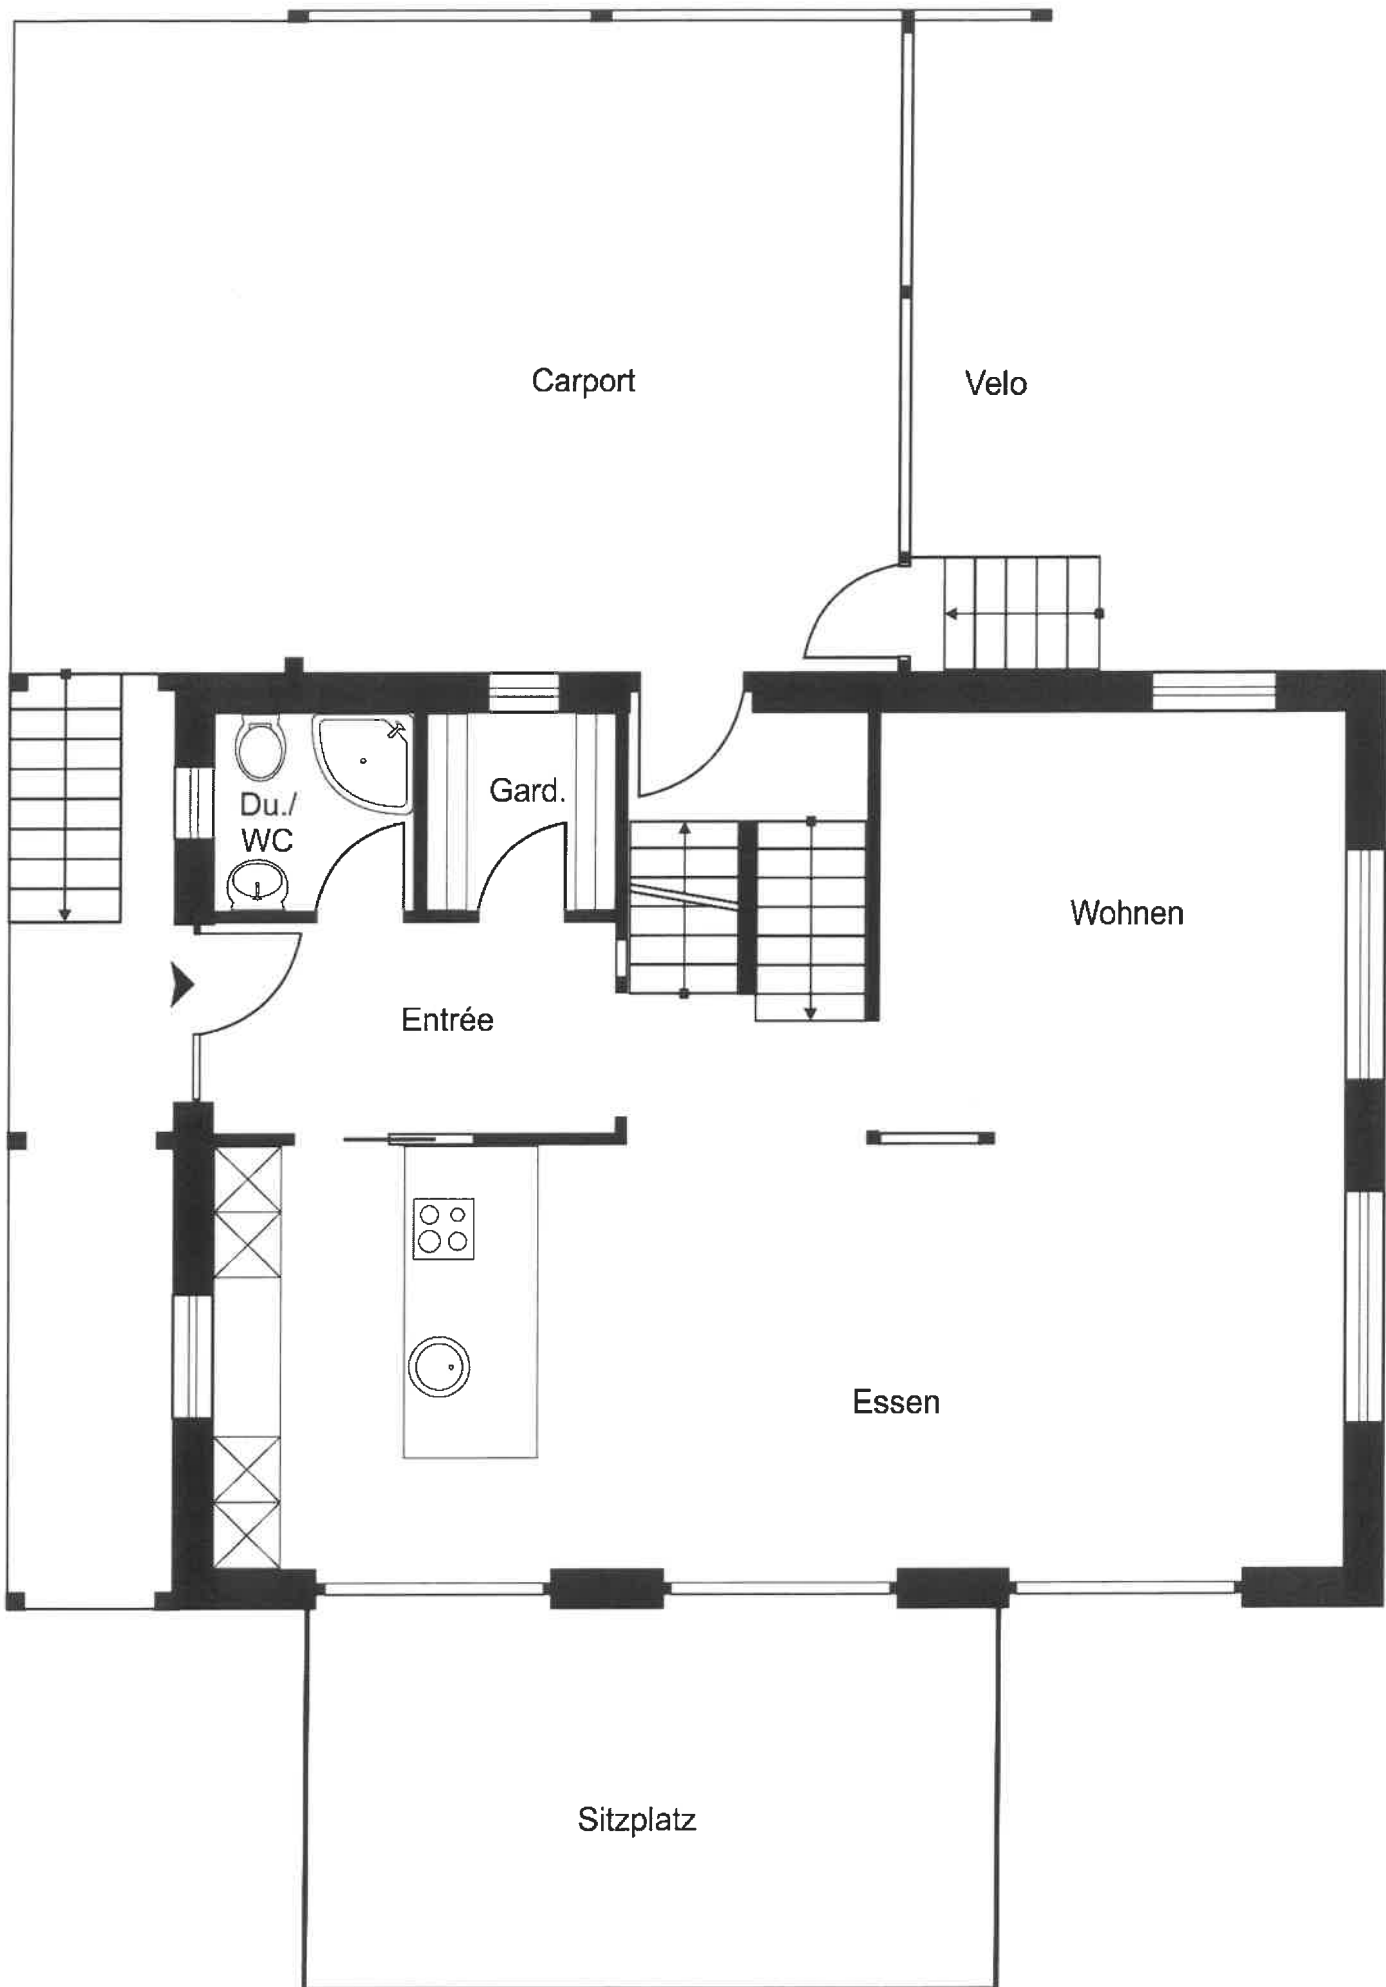 Carport
Velo
Gard.
Du./
WC
Wohnen
Entrée
Essen
Sitzplatz